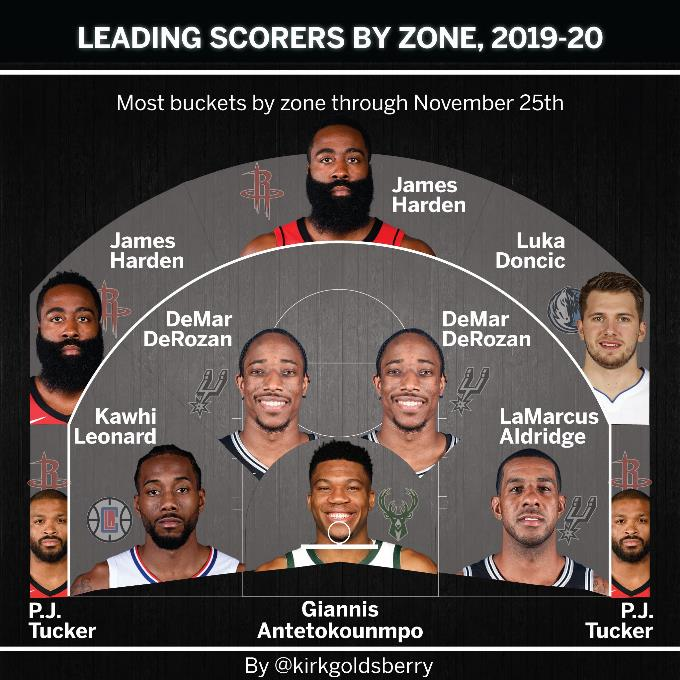 LEADING SCORERS BY ZONE, 2019-20
Most buckets by zone through November 25th
James
Harden
James
Harden
Luka
Doncic
DeMar
DeRozan
DeMar
DeRozan
Kawhi
Leonard
LaMarcus
Aldridge
P.J.
Tucker
Giannis
Antetokounmpo
P.J.
Tucker
By @kirkgoldsberry